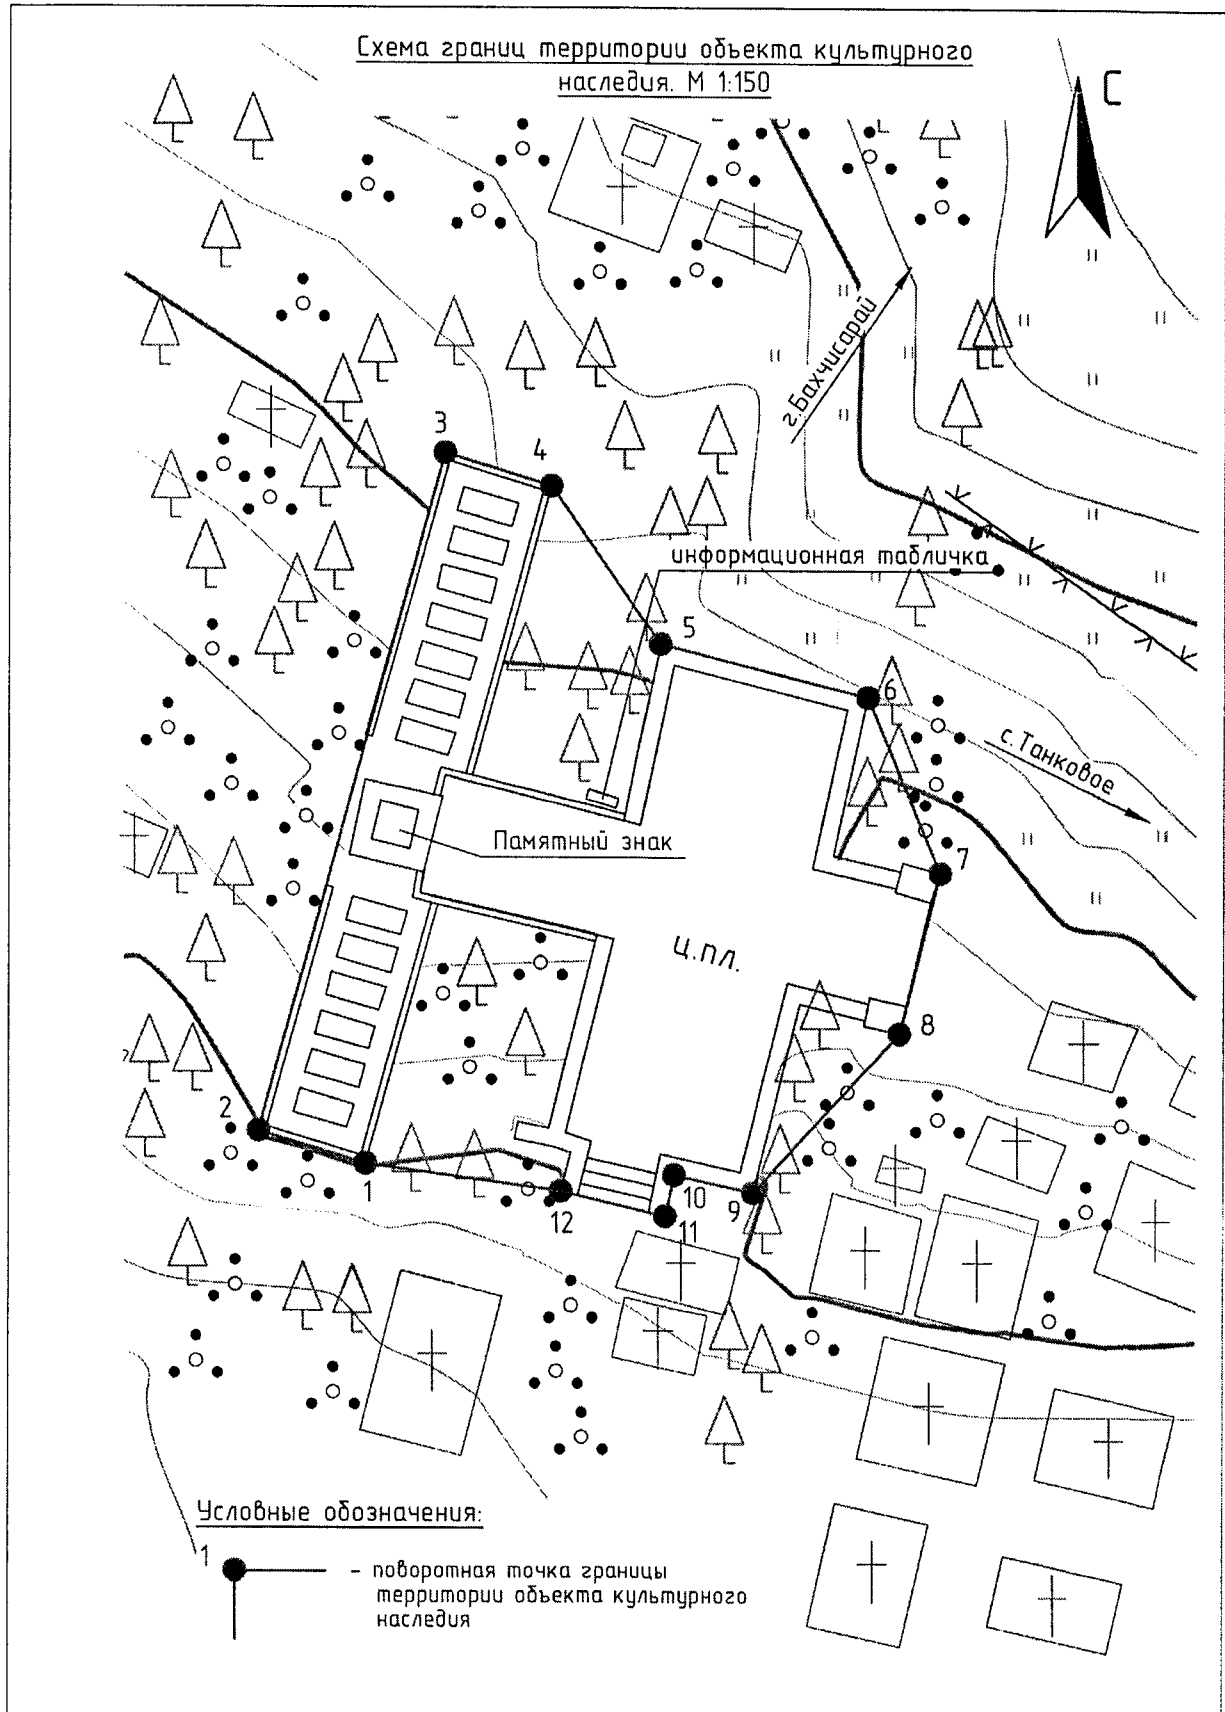 Схема границ территории объекта культурного
наследия. М 1:150
С
г.Бахчисарай
3
4
информационная табличка
5
6
с.Танковое
Памятный знак
7
ц.пл.
8
2
1
12
10
11
9
Условные обозначения:
1
- поворотная точка границы
территории объекта культурного
наследия